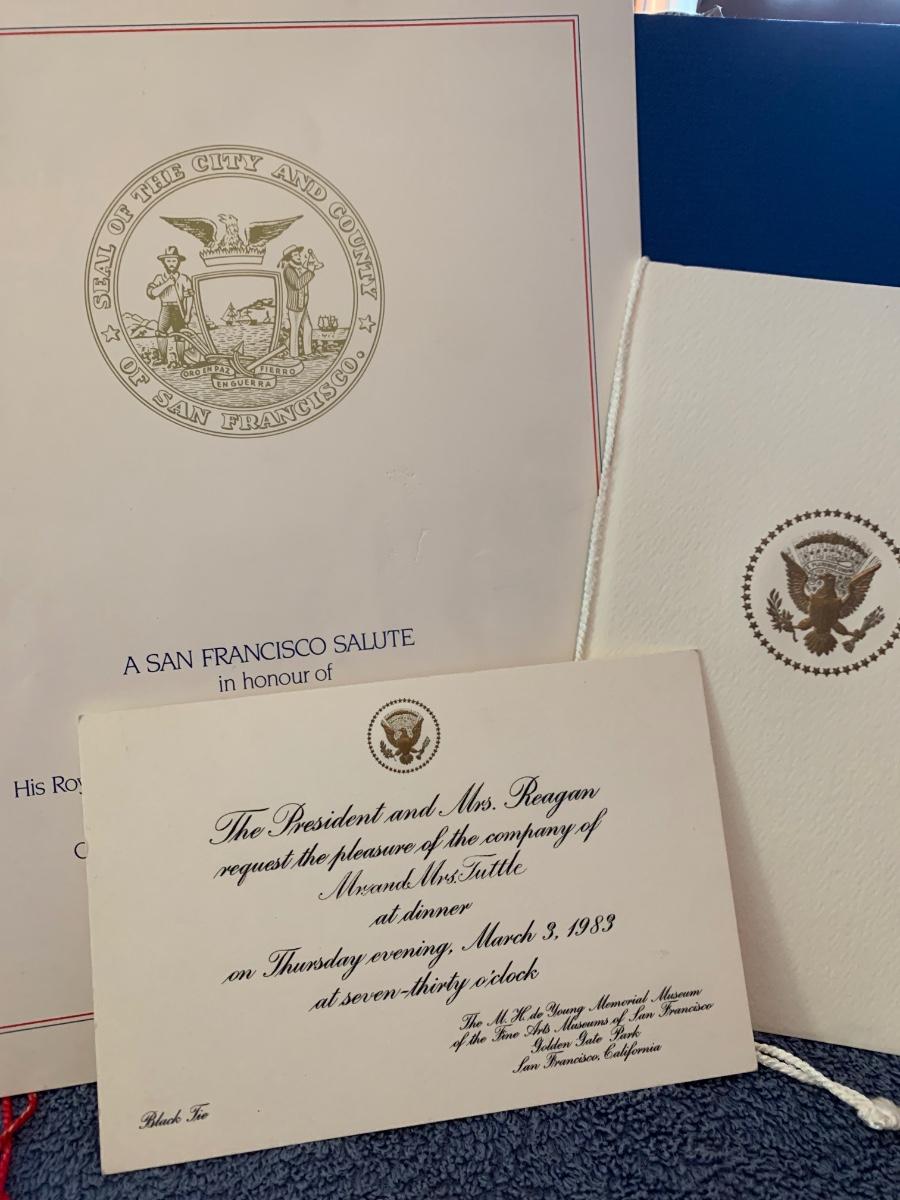 SEAL OF THE CITY AND COUNTY
OF SAN FRANCISCO.
ORO EN PAZ
FIERRO
EN GUERRA
A SAN FRANCISCO SALUTE
in honour of
His Roy
The President and Mrs. Reagan
request the pleasure of the company of
Mr. and Mrs. Tuttle
at dinner
on Thursday evening, March 3, 1983
at seven-thirty o'clock
The M. H. de Young Memorial Museum
of the Fine Arts Museums of San Francisco
Golden Gate Park
San Francisco, California
Black Tie